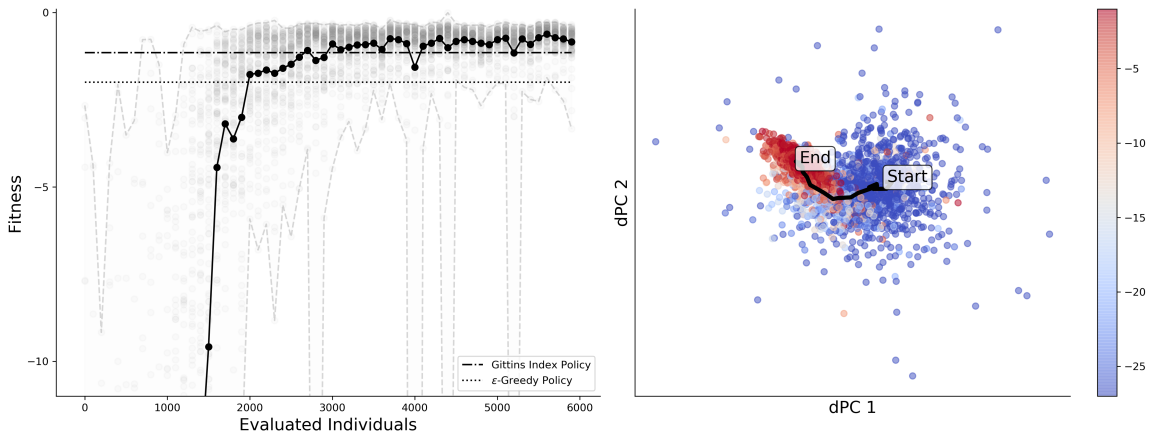 0
−5
−10
Fitness
0
1000
2000
3000
4000
5000
6000
Evaluated Individuals
Gittins Index Policy
ε-Greedy Policy
End
Start
dPC 2
dPC 1
−5
−10
−15
−20
−25